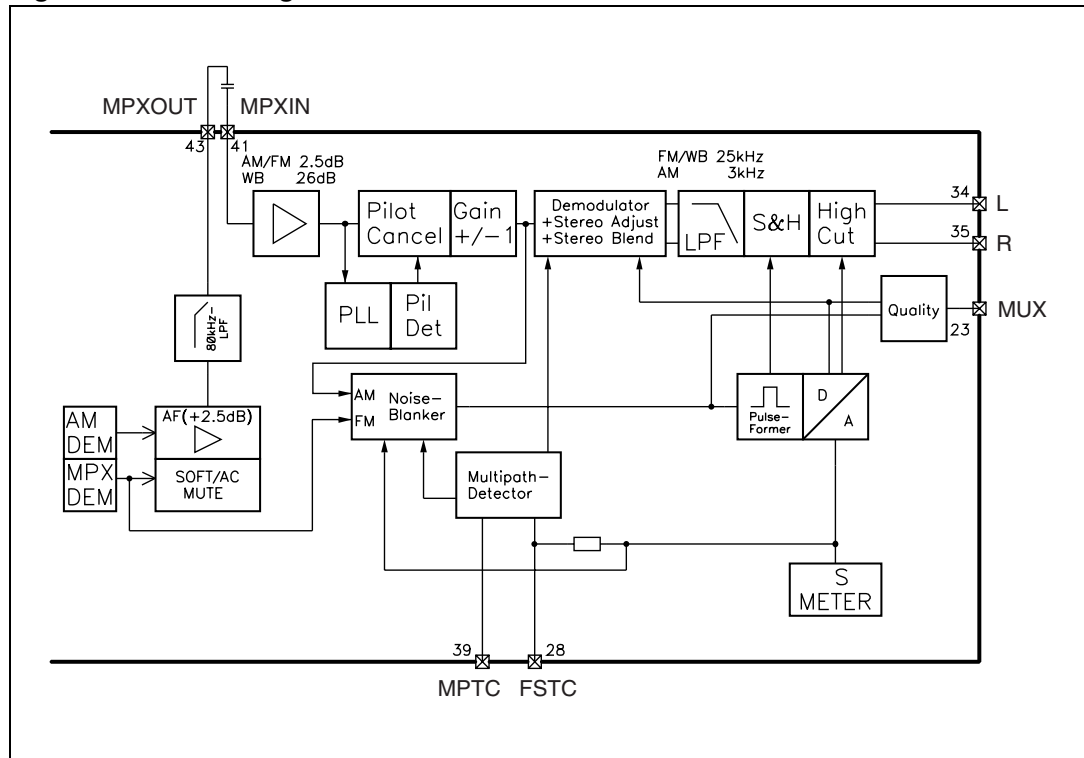 MPXOUT MPXIN
43 41
AM/FM 2.5dB
WB 26dB
Pilot
Cancel
Gain
+/-1
Demodulator
+Stereo Adjust
+Stereo Blend
FM/WB 25kHz
AM 3kHz
LPF
S&H
High
Cut
34
L
35
R
PLL
Pil
Det
Quality
MUX
23
80kHz-
LPF
AM
FM
Noise-
Blanker
Pulse-
Former
D
A
AM
DEM
MPX
DEM
AF(+2.5dB)
SOFT/AC
MUTE
Multipath-
Detector
S
METER
39 28
MPTC FSTC